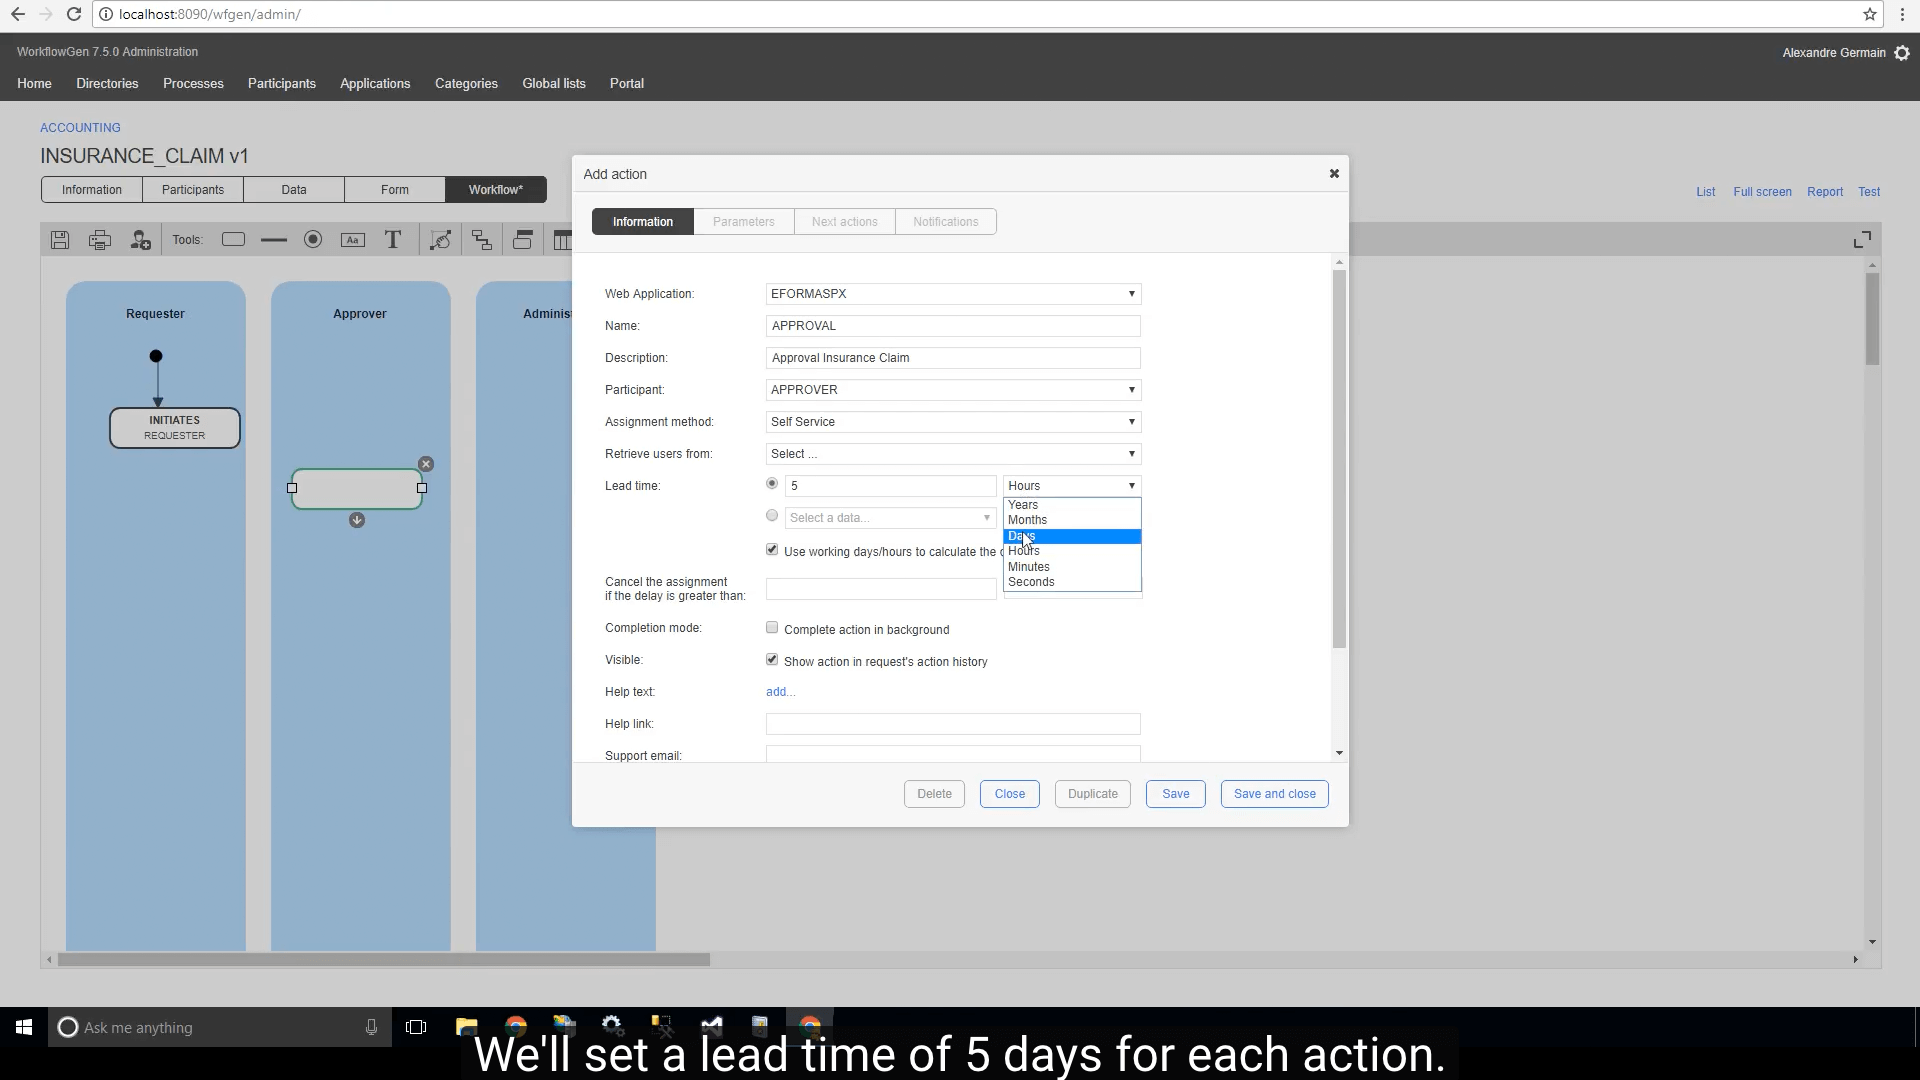 localhost:8090/wfgen/admin/
WorkflowGen 7.5.0 Administration
Alexandre Germain
Home Directories Processes Participants Applications Categories Global lists Portal
ACCOUNTING
INSURANCE_CLAIM v1
Information Participants Data Form Workflow*
List Full screen Report Test
Tools: Aa T
Requester
Approver
Adminis
INITIATES
REQUESTER
Add action
Information Parameters Next actions Notifications
Web Application: EFORMASPX
Name: APPROVAL
Description: Approval Insurance Claim
Participant: APPROVER
Assignment method: Self Service
Retrieve users from: Select ...
Lead time: 5 Hours
Years
Months
Days
Hours
Minutes
Seconds
Select a data...
Use working days/hours to calculate the
Cancel the assignment
if the delay is greater than:
Completion mode: Complete action in background
Visible: Show action in request's action history
Help text: add...
Help link:
Support email:
Delete Close Duplicate Save Save and close
Ask me anything
We'll set a lead time of 5 days for each action.